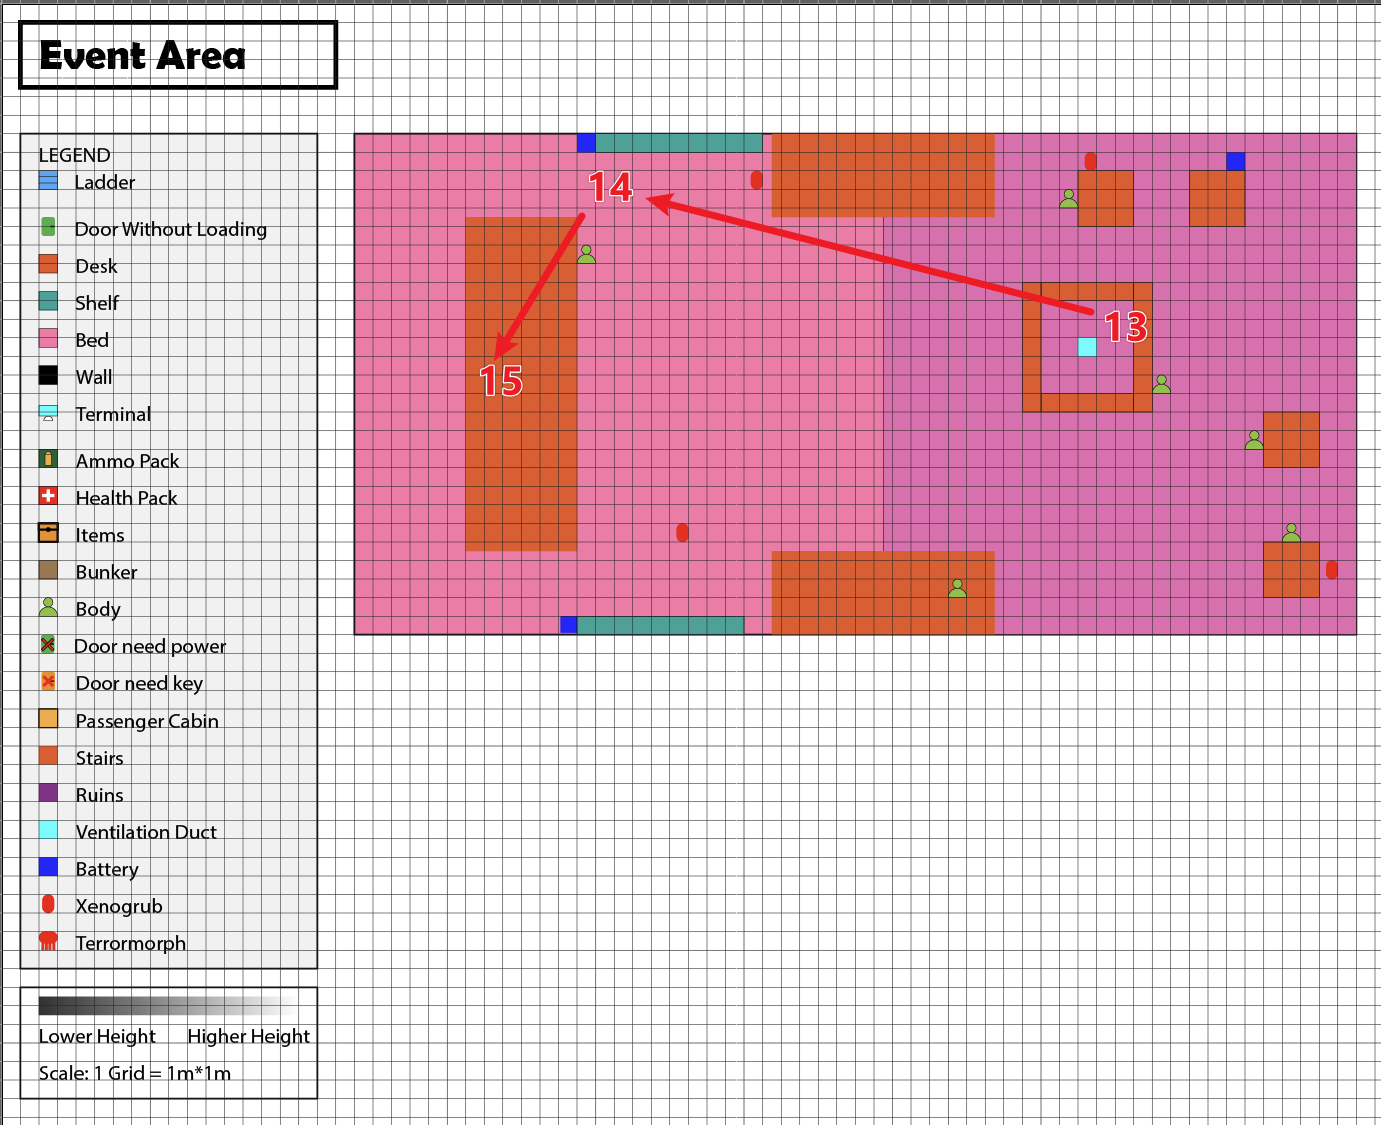 Event Area
LEGEND
Ladder
Door Without Loading
Desk
Shelf
Bed
Wall
Terminal
Ammo Pack
Health Pack
Items
Bunker
Body
Door need power
Door need key
Passenger Cabin
Stairs
Ruins
Ventilation Duct
Battery
Xenogrub
Terrormorph
Lower Height Higher Height
Scale: 1 Grid = 1m*1m
14
13
15